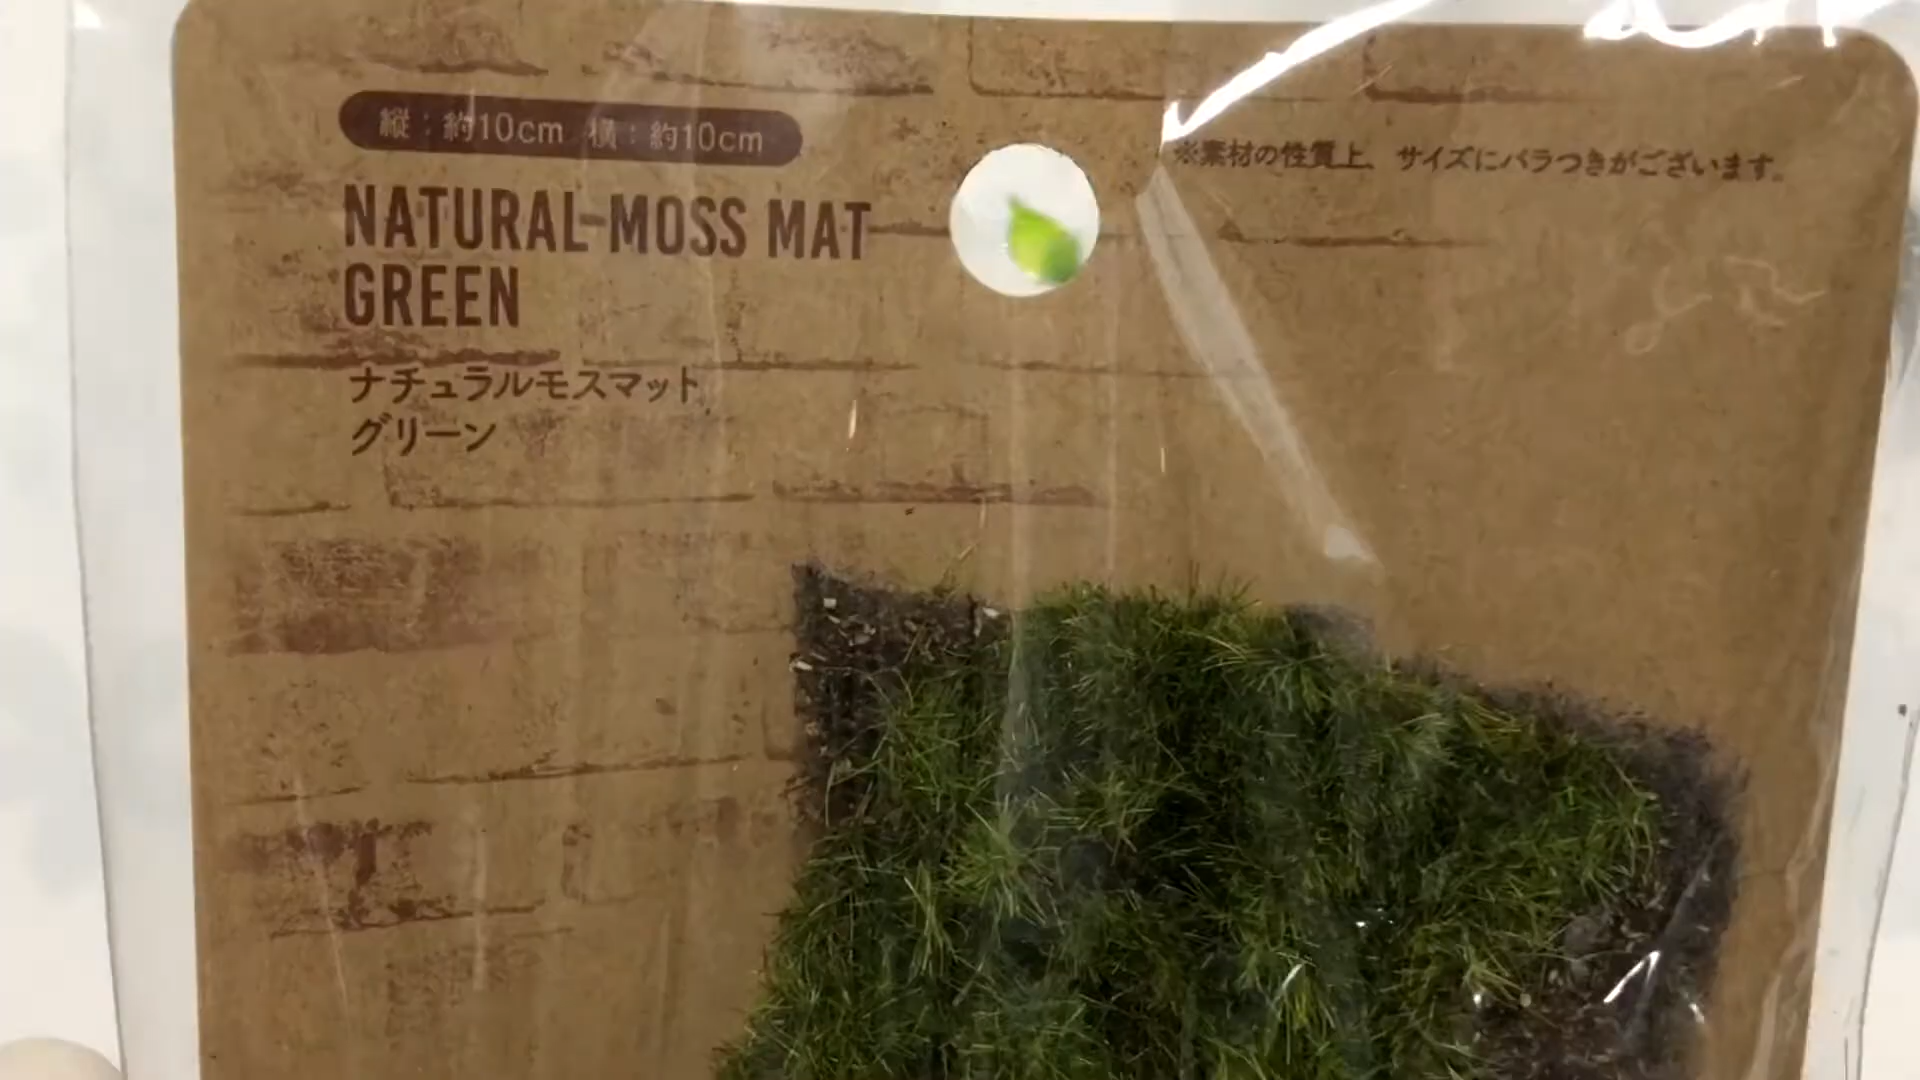 縦：約10cm 横：約10cm
※素材の性質上、サイズにバラつきがございます。
NATURAL-MOSS MAT
GREEN
ナチュラルモスマット
グリーン